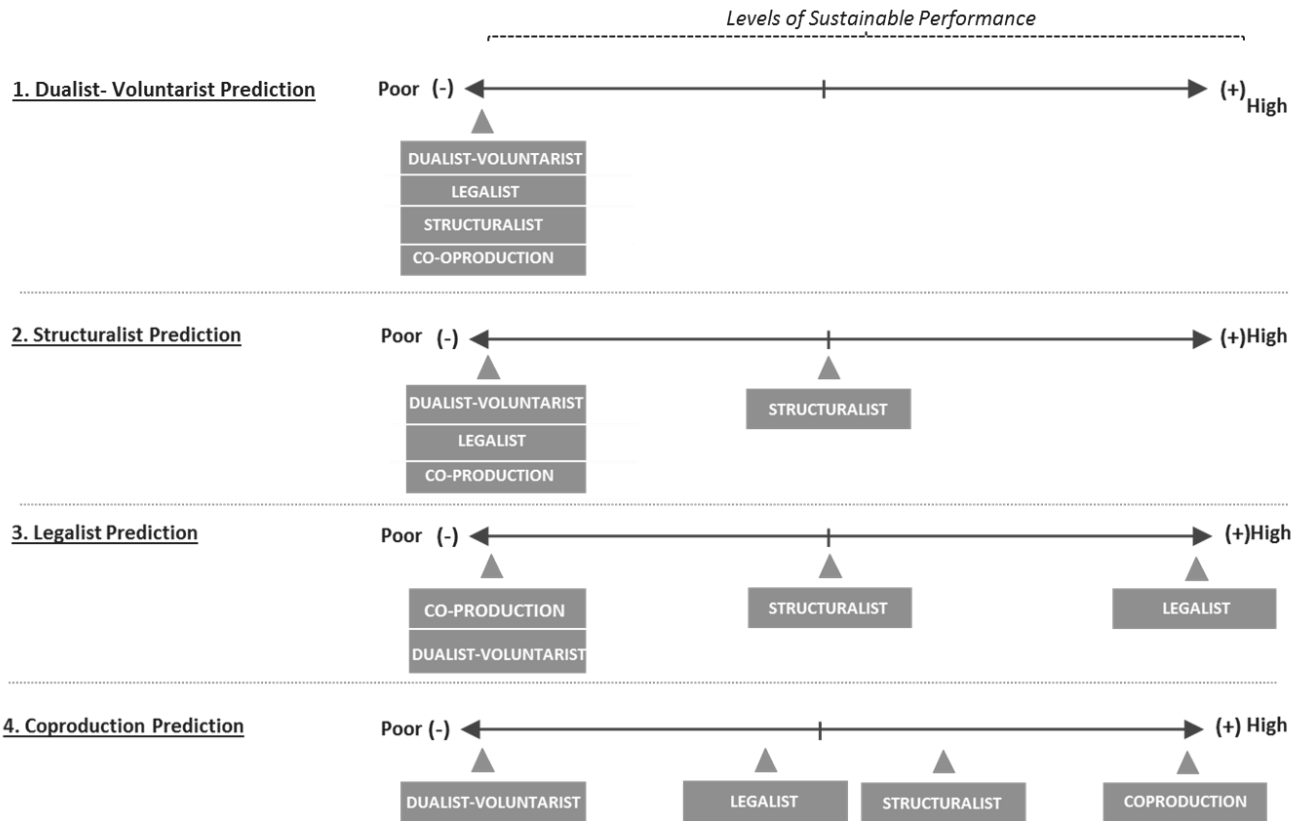 Levels of Sustainable Performance
1. Dualist- Voluntarist Prediction
Poor (-)
(+) High
DUALIST-VOLUNTARIST
LEGALIST
STRUCTURALIST
CO-OPRODUCTION
2. Structuralist Prediction
Poor (-)
(+)High
DUALIST-VOLUNTARIST
LEGALIST
CO-PRODUCTION
STRUCTURALIST
3. Legalist Prediction
Poor (-)
(+)High
CO-PRODUCTION
DUALIST-VOLUNTARIST
STRUCTURALIST
LEGALIST
4. Coproduction Prediction
Poor (-)
(+) High
DUALIST-VOLUNTARIST
LEGALIST
STRUCTURALIST
COPRODUCTION